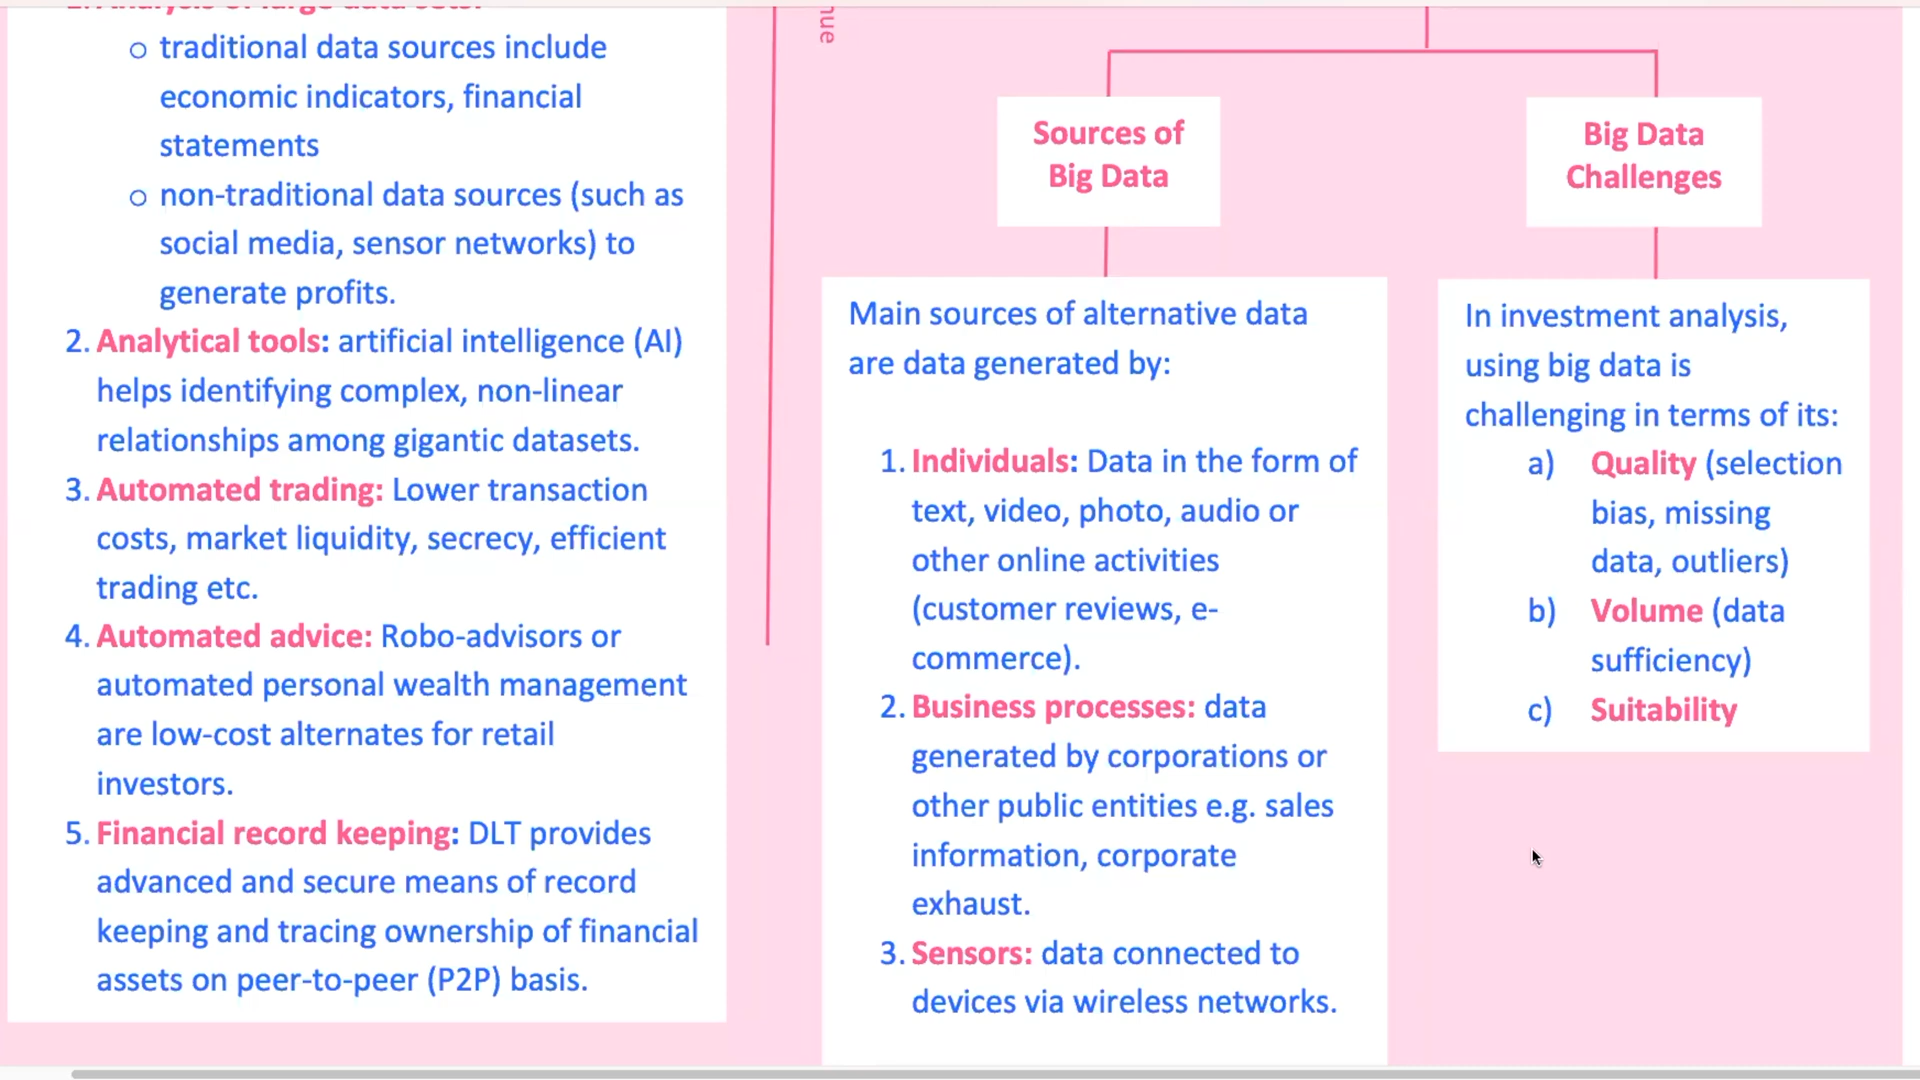 1. Analysis of large data sets:
o traditional data sources include
economic indicators, financial
statements
o non-traditional data sources (such as
social media, sensor networks) to
generate profits.
2. Analytical tools: artificial intelligence (AI)
helps identifying complex, non-linear
relationships among gigantic datasets.
3. Automated trading: Lower transaction
costs, market liquidity, secrecy, efficient
trading etc.
4. Automated advice: Robo-advisors or
automated personal wealth management
are low-cost alternates for retail
investors.
5. Financial record keeping: DLT provides
advanced and secure means of record
keeping and tracing ownership of financial
assets on peer-to-peer (P2P) basis.
nue
Sources of
Big Data
Main sources of alternative data
are data generated by:
1. Individuals: Data in the form of
text, video, photo, audio or
other online activities
(customer reviews, e-
commerce).
2. Business processes: data
generated by corporations or
other public entities e.g. sales
information, corporate
exhaust.
3. Sensors: data connected to
devices via wireless networks.
Big Data
Challenges
In investment analysis,
using big data is
challenging in terms of its:
a) Quality (selection
bias, missing
data, outliers)
b) Volume (data
sufficiency)
c) Suitability